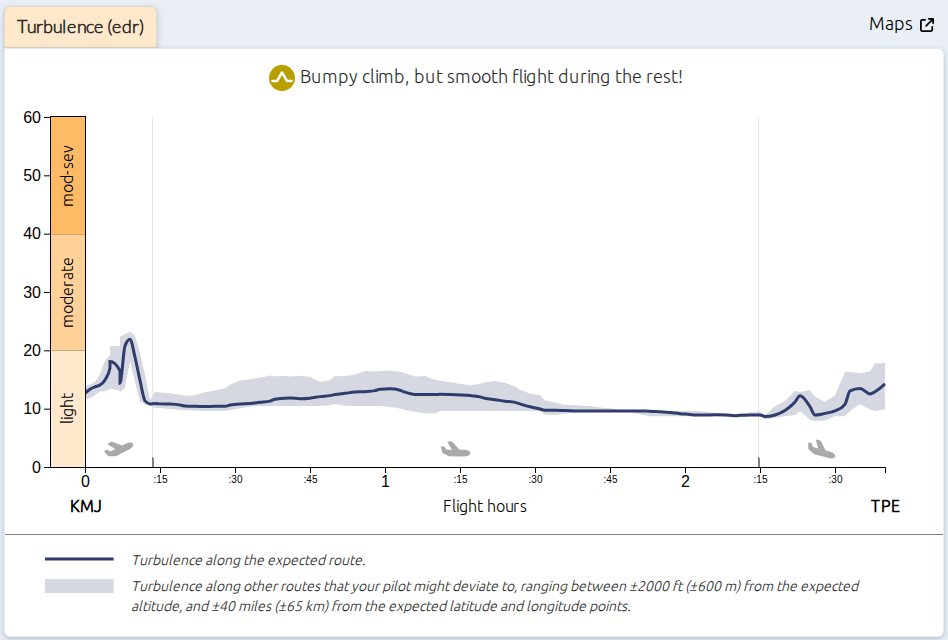 Turbulence (edr)
Maps
Bumpy climb, but smooth flight during the rest!
60
50
40
30
20
10
0
mod-sev
moderate
light
0 :15 :30 :45 1 :15 :30 :45 2 :15 :30
KMJ Flight hours TPE
Turbulence along the expected route.
Turbulence along other routes that your pilot might deviate to, ranging between ±2000 ft (±600 m) from the expected
altitude, and ±40 miles (±65 km) from the expected latitude and longitude points.